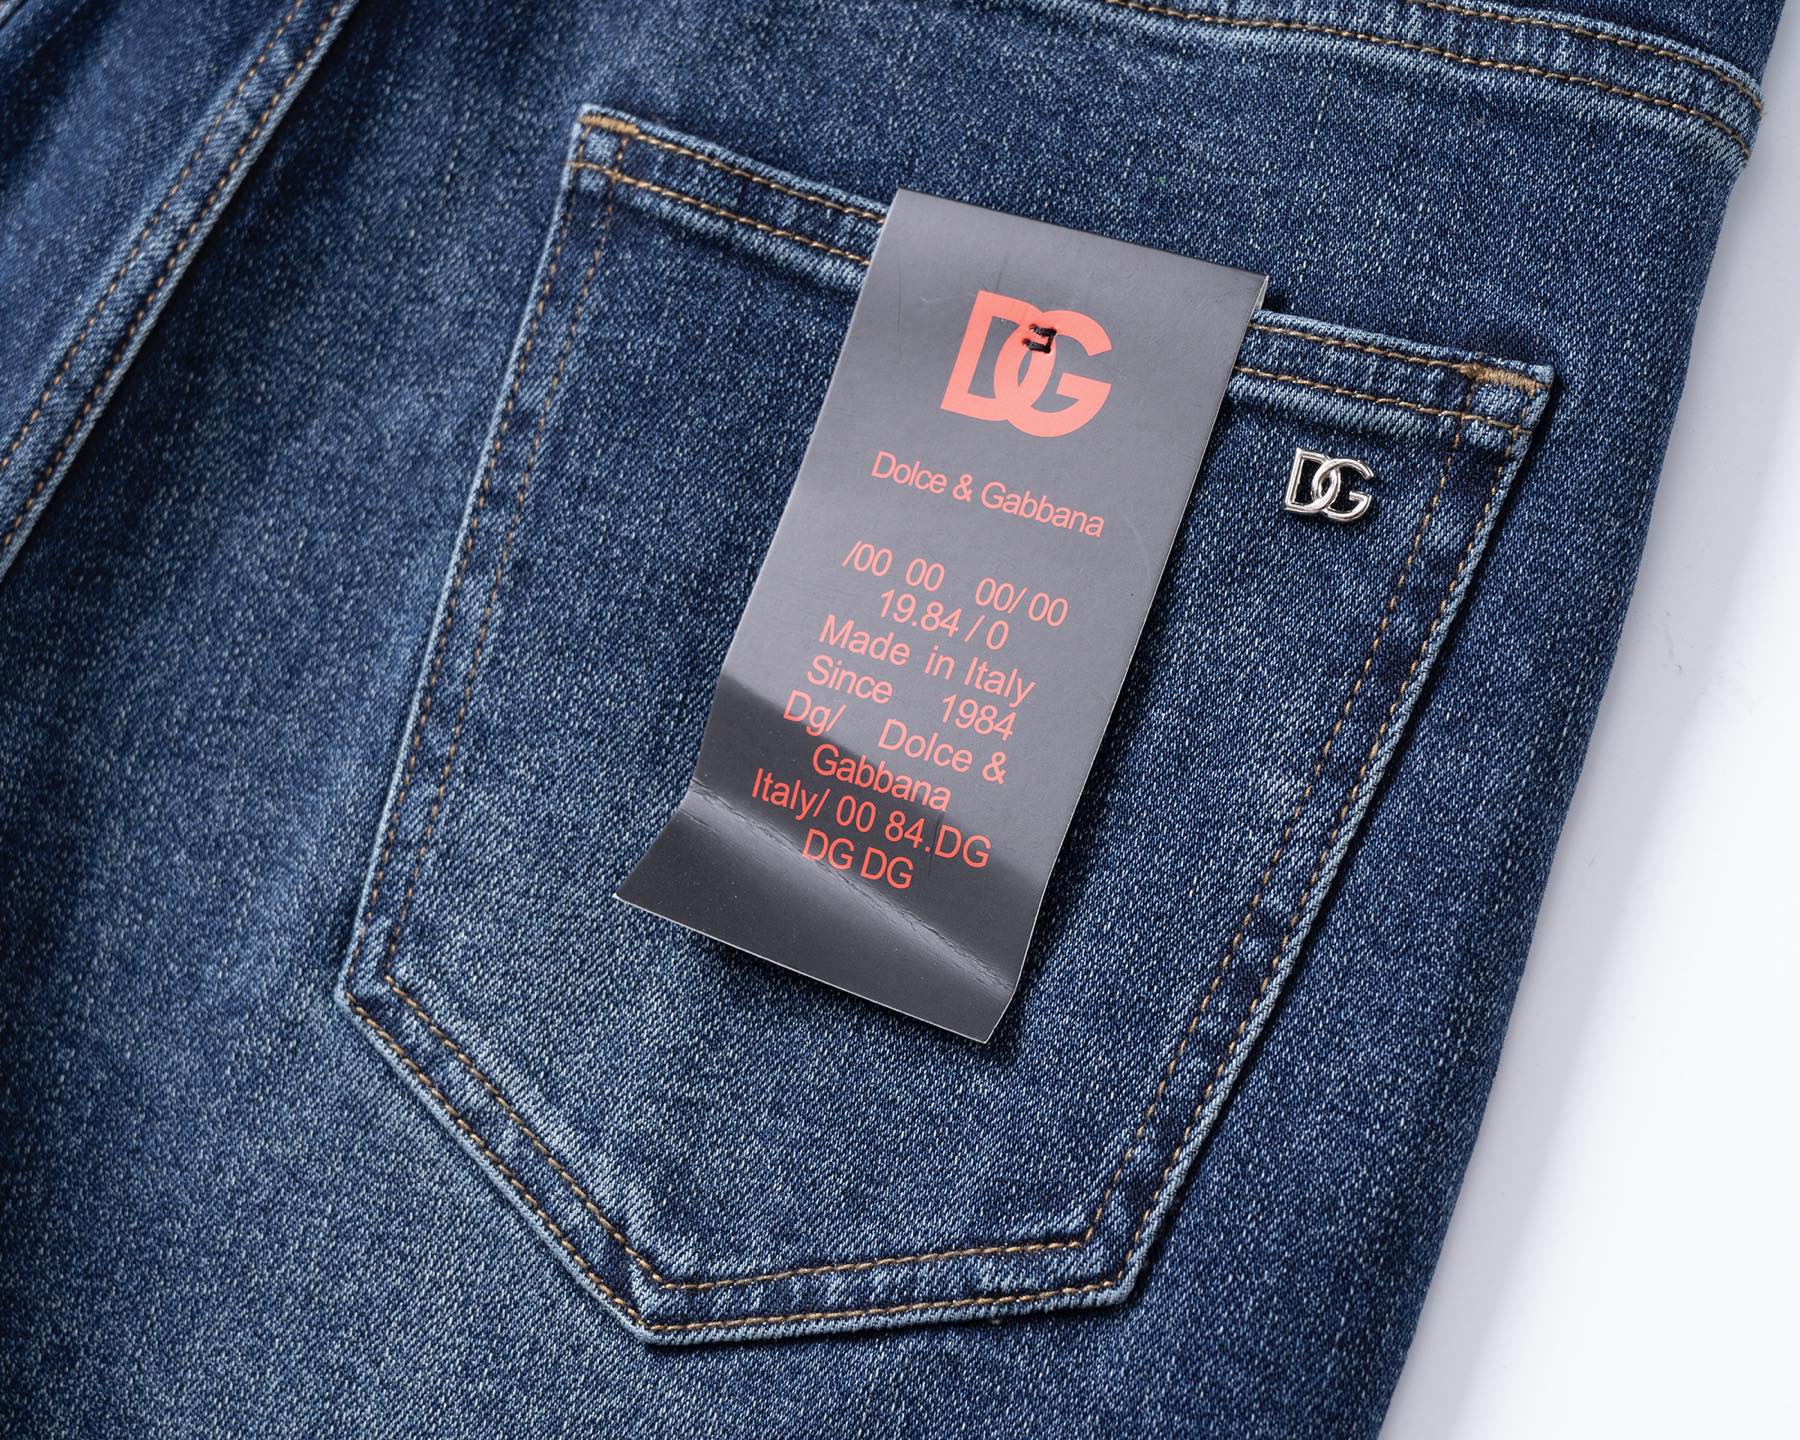 DG
Dolce & Gabbana
/00 00 00/ 00
19.84 / 0
Made in Italy
Since 1984
Dg/ Dolce &
Gabbana
Italy/ 00 84.DG
DG DG
DG